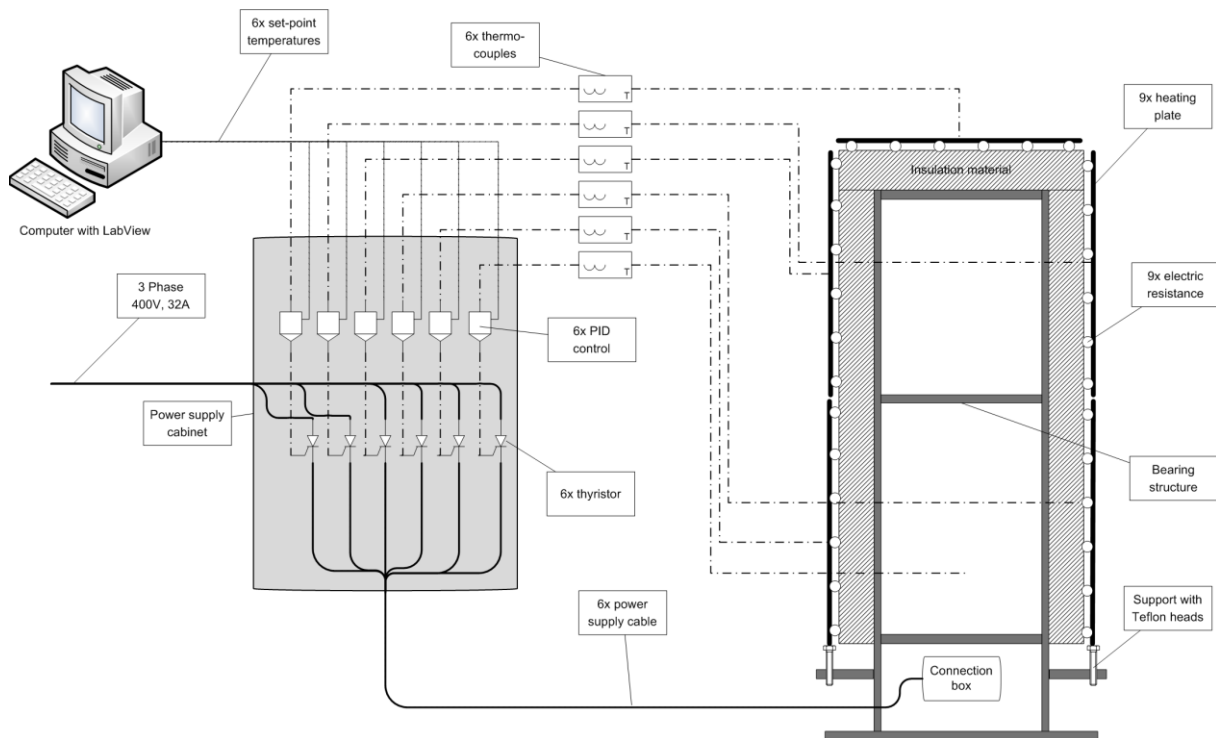 6x set-point
temperatures
6x thermo-
couples
T
T
T
T
T
T
9x heating
plate
Insulation material
Computer with LabView
3 Phase
400V, 32A
9x electric
resistance
6x PID
control
Power supply
cabinet
6x thyristor
Bearing
structure
6x power
supply cable
Support with
Teflon heads
Connection
box